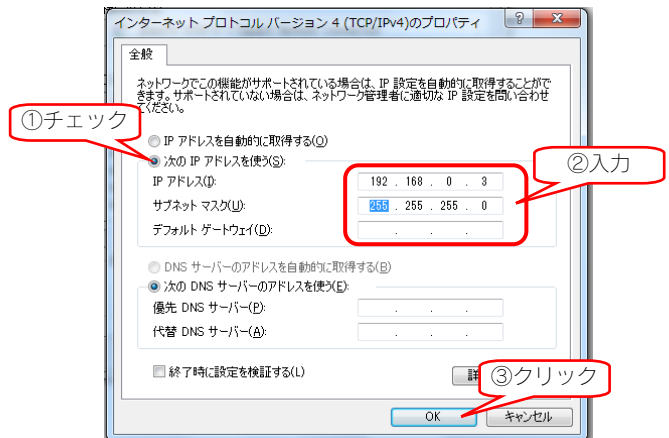 インターネット プロトコル バージョン 4 (TCP/IPv4)のプロパティ
全般
ネットワークでこの機能がサポートされている場合は、IP 設定を自動的に取得することがで
きます。サポートされていない場合は、ネットワーク管理者に適切な IP 設定を問い合わせ
てください。
①チェック
IP アドレスを自動的に取得する(O)
次の IP アドレスを使う(S):
②入力
IP アドレス(I): 192 . 168 . 0 . 3
サブネット マスク(U): 255 . 255 . 255 . 0
デフォルト ゲートウェイ(D): . . .
DNS サーバーのアドレスを自動的に取得する(B)
次の DNS サーバーのアドレスを使う(E):
優先 DNS サーバー(P): . . .
代替 DNS サーバー(A): . . .
終了時に設定を検証する(L)
詳
③クリック
OK
キャンセル